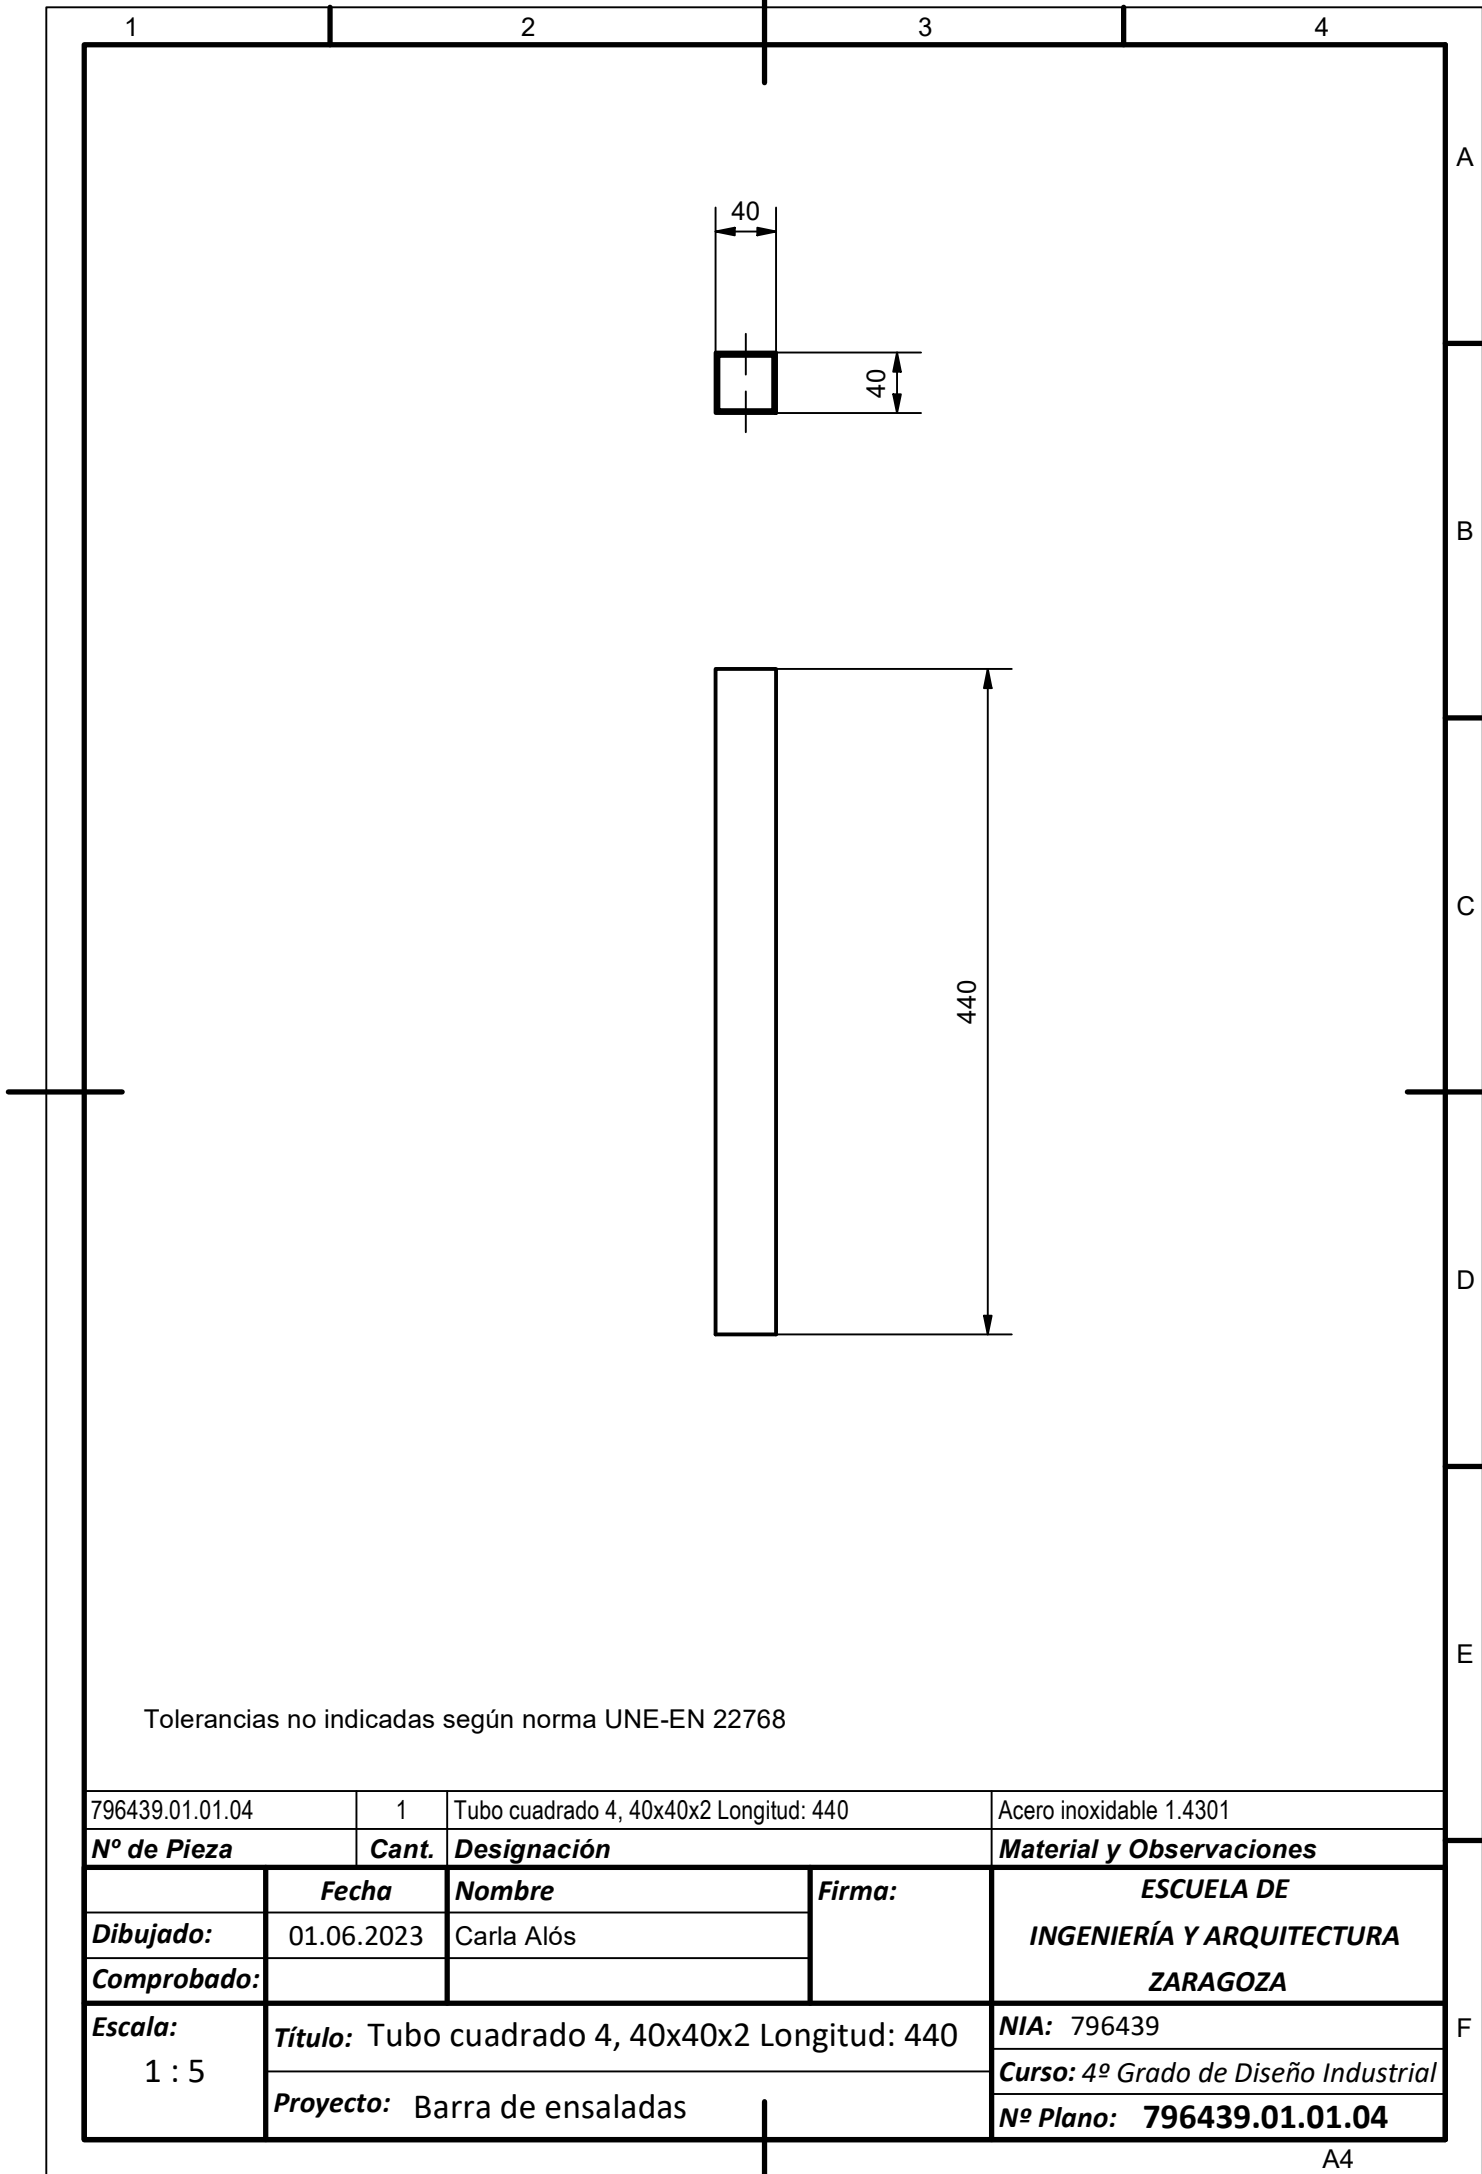 1 2 3 4
A
40
40
B
C
440
D
E
Tolerancias no indicadas según norma UNE-EN 22768
796439.01.01.04 1 Tubo cuadrado 4, 40x40x2 Longitud: 440 Acero inoxidable 1.4301
Nº de Pieza Cant. Designación Material y Observaciones
Fecha Nombre Firma: ESCUELA DE
Dibujado: 01.06.2023 Carla Alós INGENIERÍA Y ARQUITECTURA
Comprobado: ZARAGOZA
Escala: Título: Tubo cuadrado 4, 40x40x2 Longitud: 440 NIA: 796439 F
1 : 5 Curso: 4º Grado de Diseño Industrial
Proyecto: Barra de ensaladas Nº Plano: 796439.01.01.04
A4